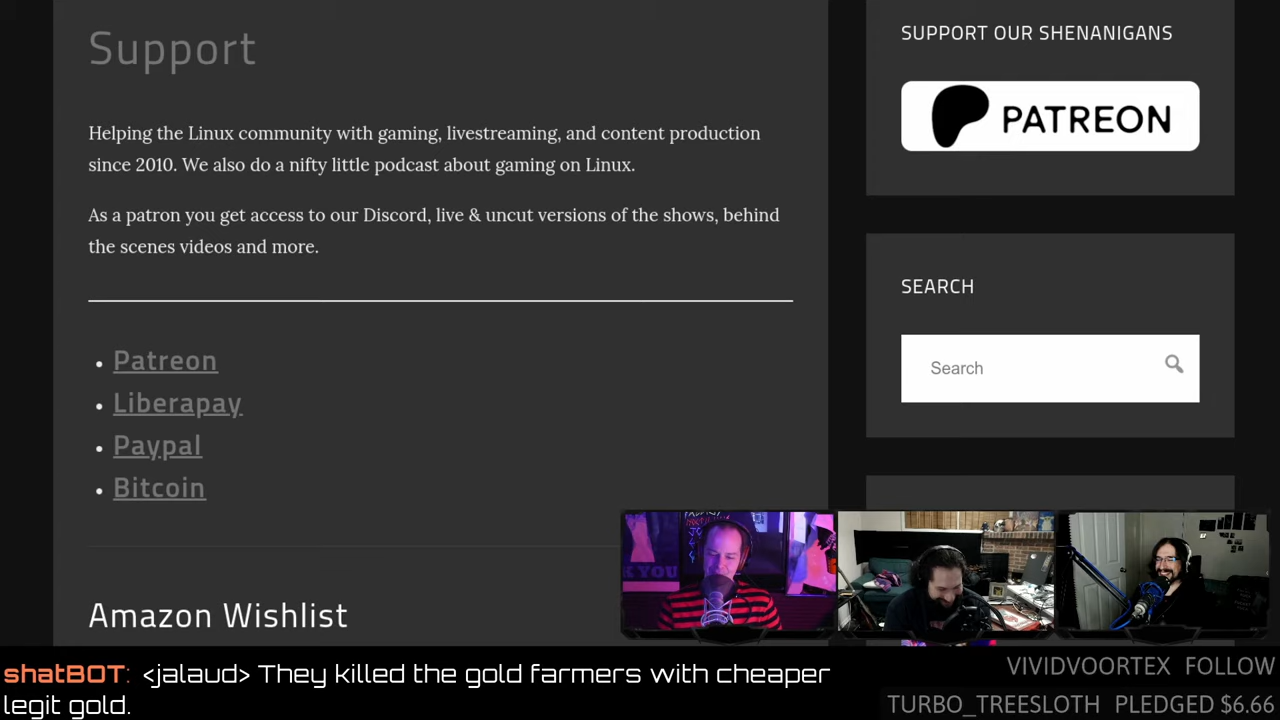 Support
Helping the Linux community with gaming, livestreaming, and content production
since 2010. We also do a nifty little podcast about gaming on Linux.
As a patron you get access to our Discord, live & uncut versions of the shows, behind
the scenes videos and more.
Patreon
Liberapay
Paypal
Bitcoin
Amazon Wishlist
SUPPORT OUR SHENANIGANS
PATREON
SEARCH
Search
shatBOT: <jalaud> They killed the gold farmers with cheaper
legit gold.
VIVIDVOORTEX FOLLOW
TURBO_TREESLOTH PLEDGED $6.66